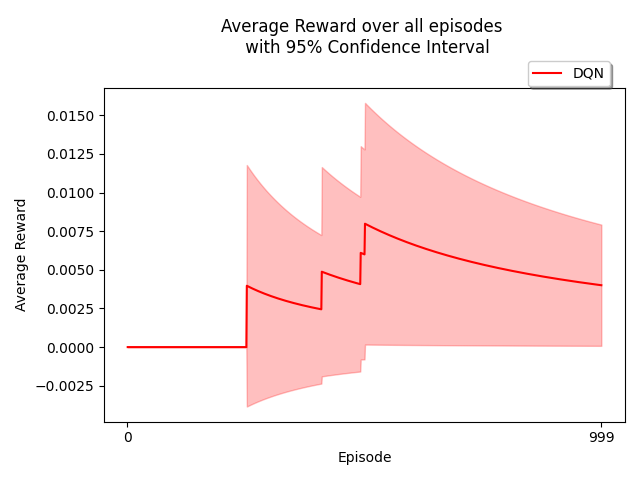 Average Reward over all episodes
with 95% Confidence Interval
DQN
0.0150
0.0125
0.0100
0.0075
0.0050
0.0025
0.0000
−0.0025
Average Reward
0
999
Episode